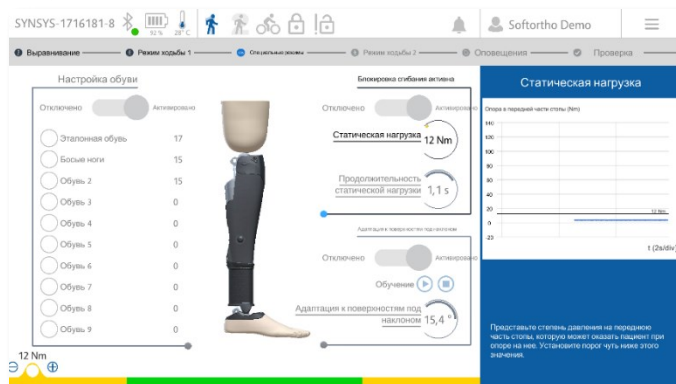 SYNSYS-1716181-8
92 %
28° C
Softortho Demo
Выравнивание
Режим ходьбы 1
Специальные режимы
Режим ходьбы 2
Оповещения
Проверка
Настройка обуви
Отключено
Активировано
Эталонная обувь 17
Босые ноги 15
Обувь 2 15
Обувь 3 0
Обувь 4 0
Обувь 5 0
Обувь 6 0
Обувь 7 0
Обувь 8 0
Обувь 9 0
12 Nm
Блокировка сгибания активна
Отключено
Активировано
Статическая нагрузка 12 Nm
Продолжительность
статической нагрузки 1,1 s
Адаптация к поверхностям под наклоном
Отключено
Активировано
Обучение
Адаптация к поверхностям под
наклоном 15,4 °
Статическая нагрузка
Опора в передней части стопы (Nm)
140
120
100
80
60
40
20
0
-20
12 Nm
t (2s/div)
Представьте степень давления на переднюю
часть стопы, которую может оказать пациент при
опоре на нее. Установите порог чуть ниже этого
значения.